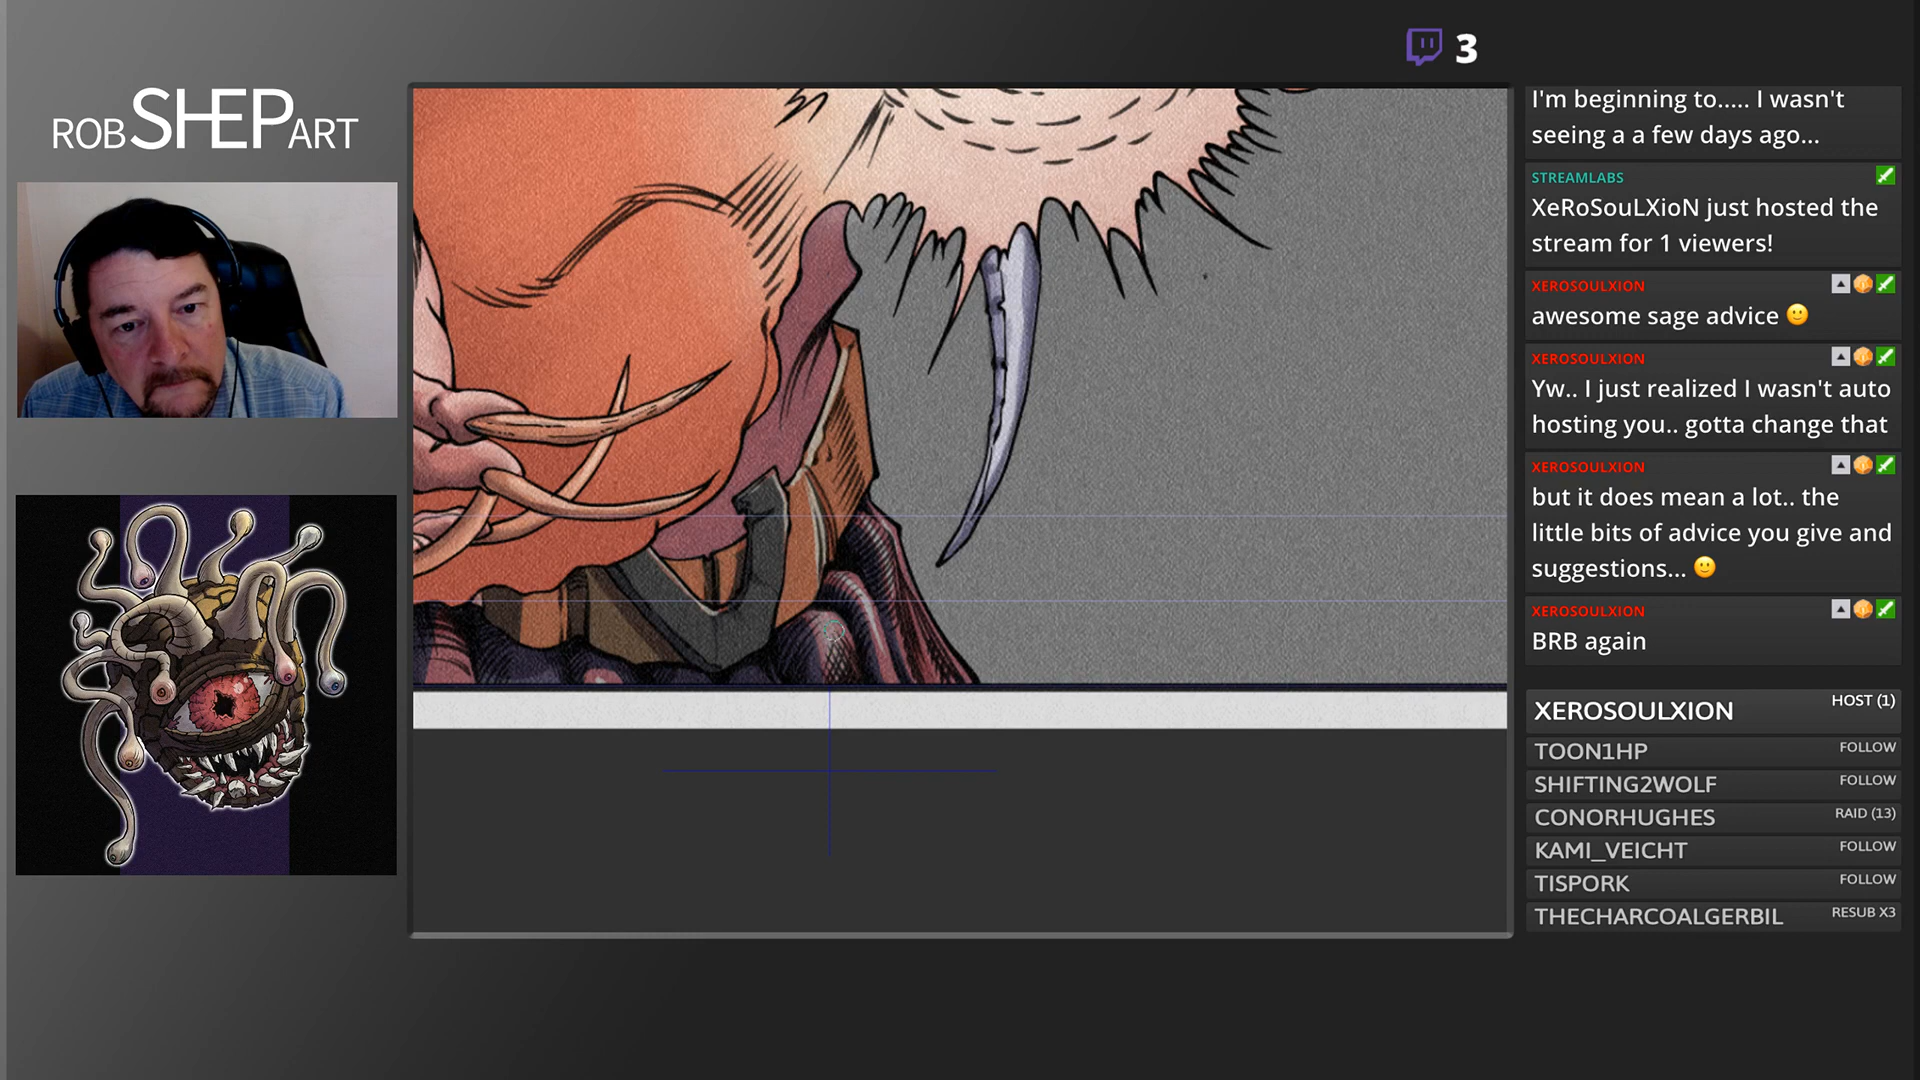 3
ROB SHEP ART
I'm beginning to..... I wasn't
seeing a a few days ago...
STREAMLABS
XeRoSouLXioN just hosted the
stream for 1 viewers!
XEROSOULXION
awesome sage advice 🙂
XEROSOULXION
Yw.. I just realized I wasn't auto
hosting you.. gotta change that
XEROSOULXION
but it does mean a lot.. the
little bits of advice you give and
suggestions... 🙂
XEROSOULXION
BRB again
XEROSOULXION HOST (1)
TOON1HP FOLLOW
SHIFTING2WOLF FOLLOW
CONORHUGHES RAID (13)
KAMI_VEICHT FOLLOW
TISPORK FOLLOW
THECHARCOALGERBIL RESUB X3